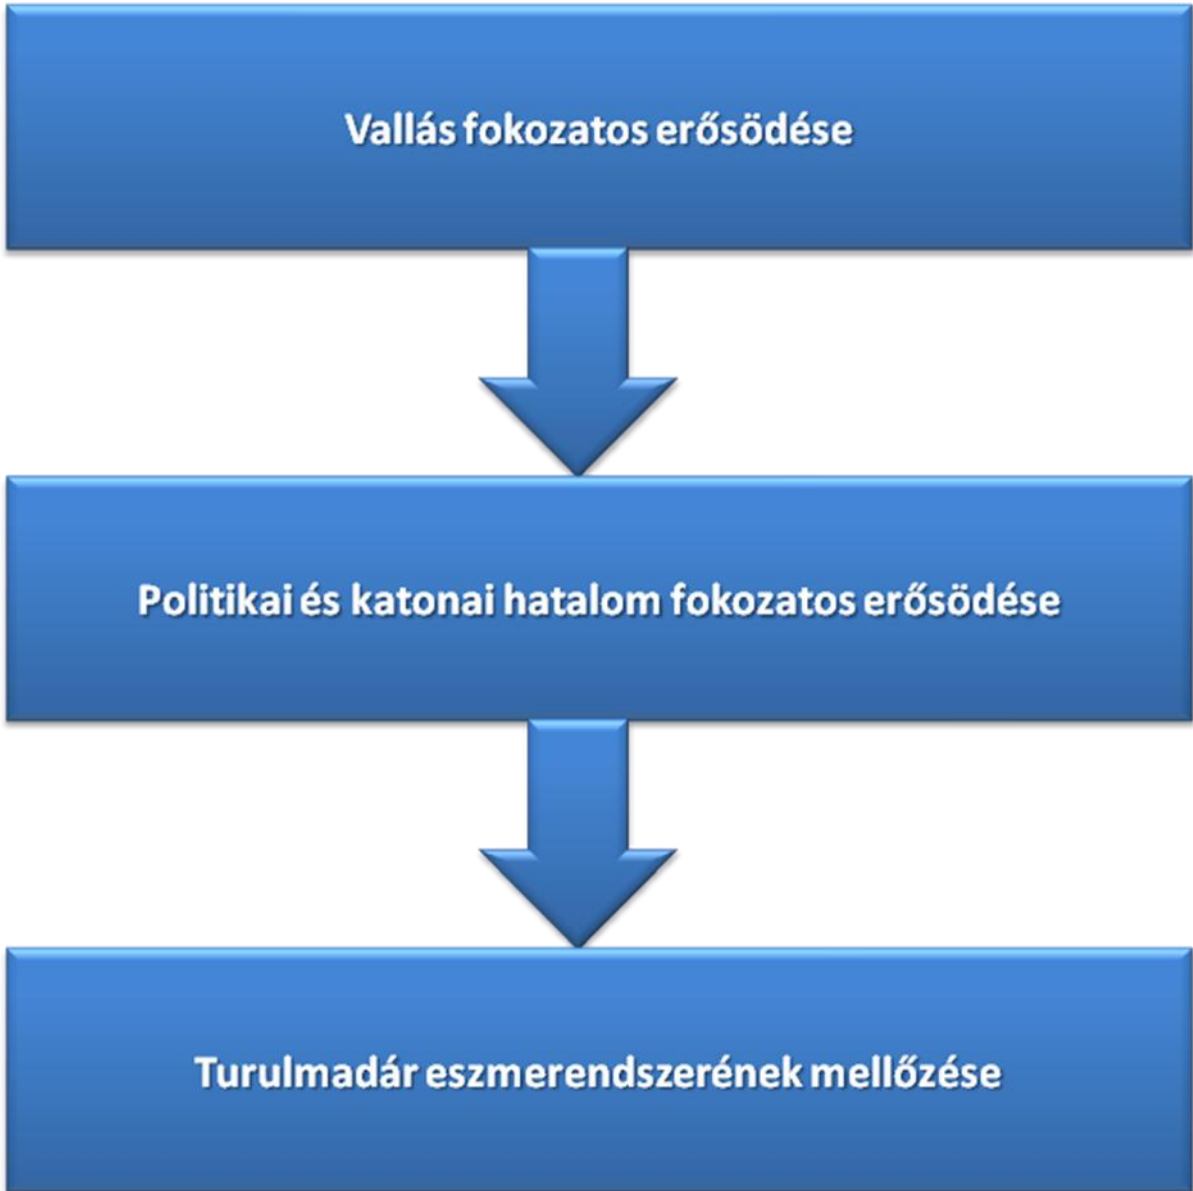 Vallás fokozatos erősödése
Politikai és katonai hatalom fokozatos erősödése
Turulmadár eszmerendszerének mellőzése